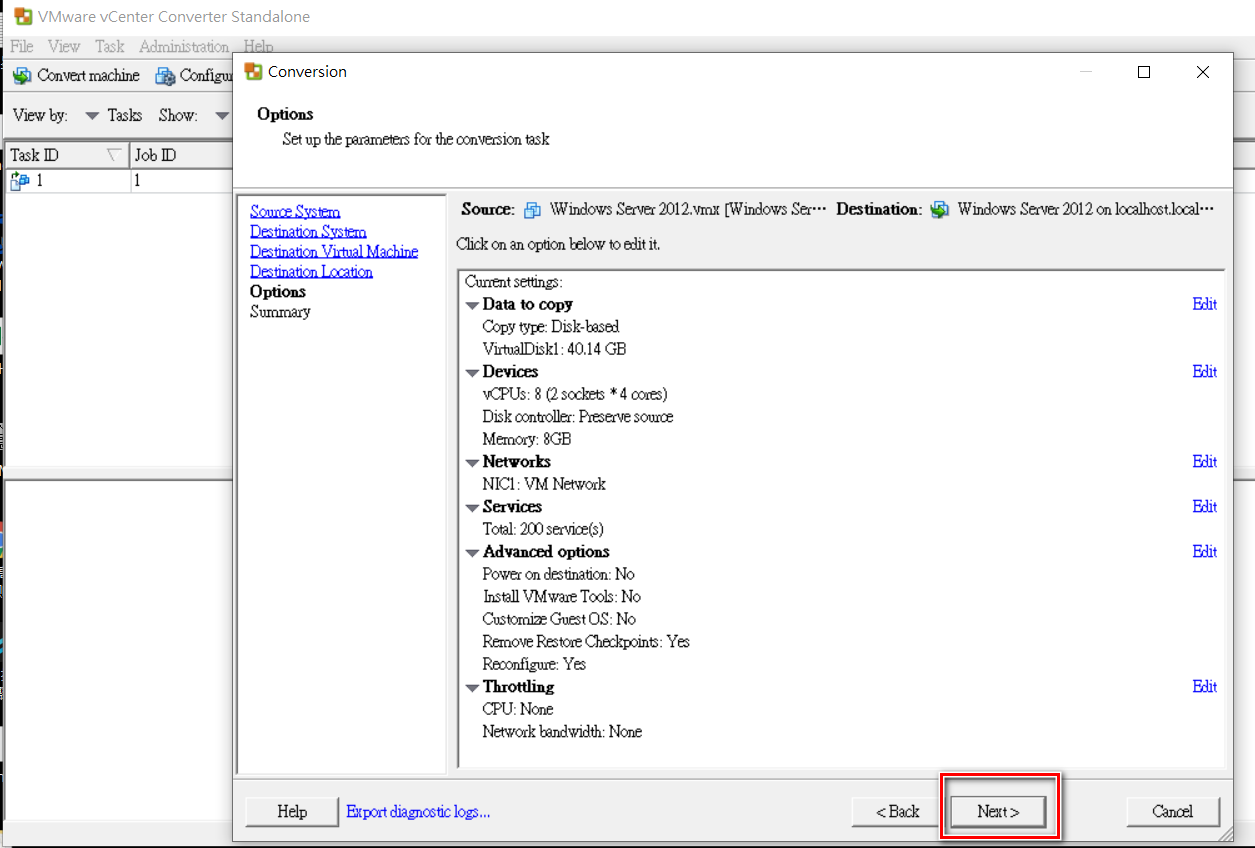 VMware vCenter Converter Standalone
File View Task Administration Help
Convert machine Configu
View by: Tasks Show:
Task ID Job ID
1 1
Conversion
Options
Set up the parameters for the conversion task
Source System
Destination System
Destination Virtual Machine
Destination Location
Options
Summary
Source: \Windows Server 2012.vmx [Windows Ser… Destination: Windows Server 2012 on localhost.local…
Click on an option below to edit it.
Current settings:
Data to copy Edit
Copy type: Disk-based
VirtualDisk1: 40.14 GB
Devices Edit
vCPUs: 8 (2 sockets * 4 cores)
Disk controller: Preserve source
Memory: 8GB
Networks Edit
NIC1: VM Network
Services Edit
Total: 200 service(s)
Advanced options Edit
Power on destination: No
Install VMware Tools: No
Customize Guest OS: No
Remove Restore Checkpoints: Yes
Reconfigure: Yes
Throttling Edit
CPU: None
Network bandwidth: None
Help Export diagnostic logs... < Back Next > Cancel